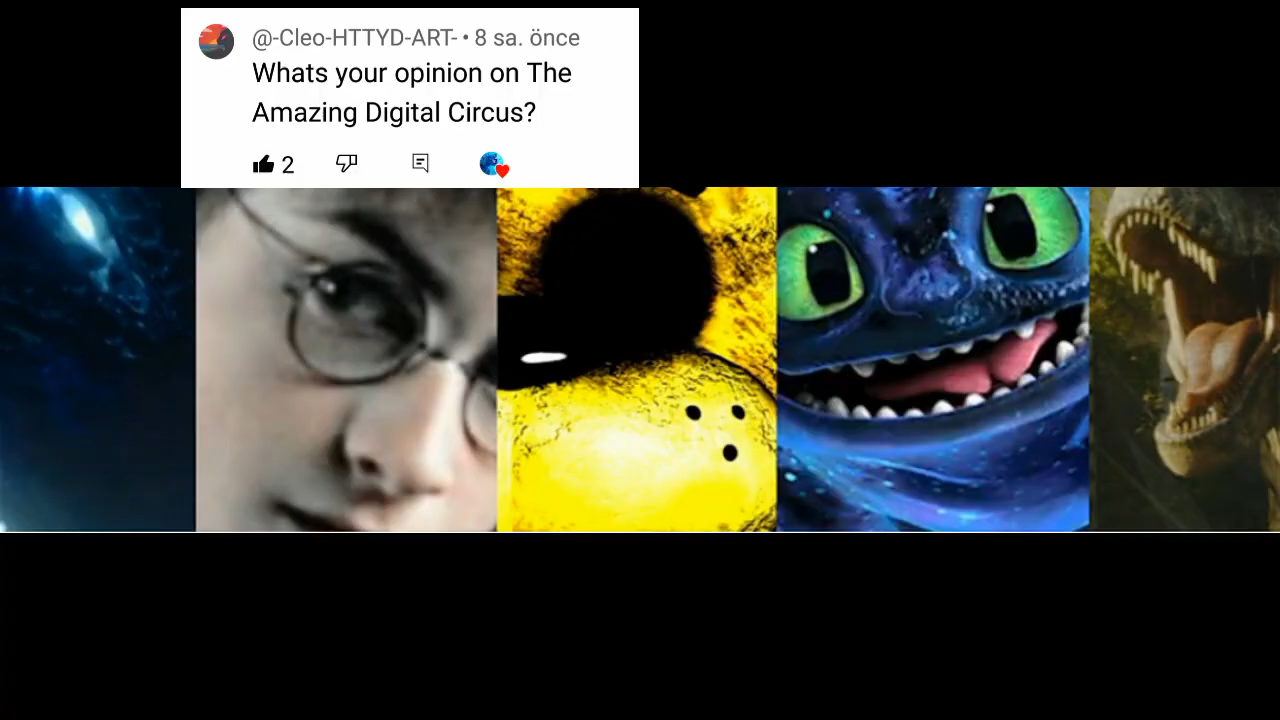 @-Cleo-HTTYD-ART- • 8 sa. önce
Whats your opinion on The
Amazing Digital Circus?
2